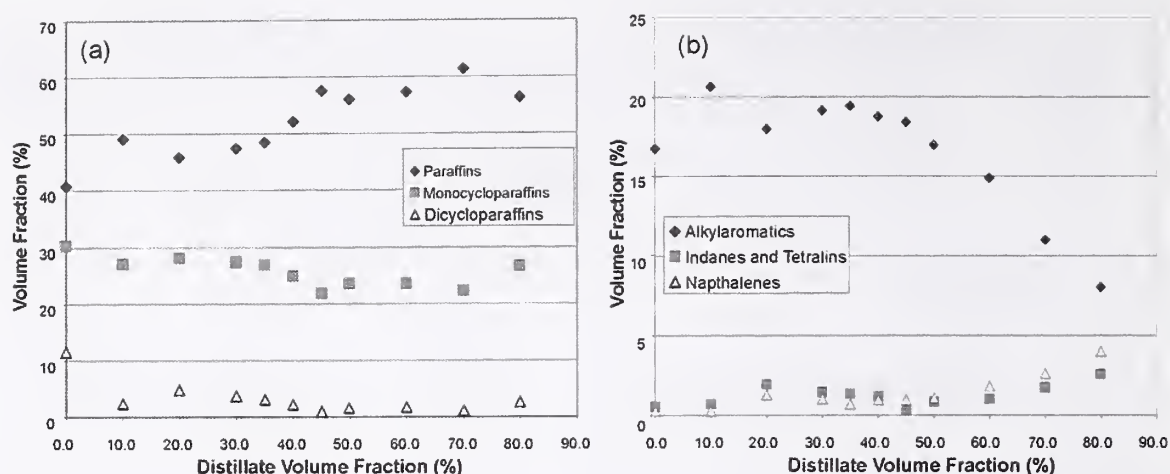 (a)
Volume Fraction (%)
70
60
50
40
30
20
10
0
Paraffins
Monocycloparaffins
Dicycloparaffins
0.0 10.0 20.0 30.0 40.0 50.0 60.0 70.0 80.0 90.0
Distillate Volume Fraction (%)
(b)
Volume Fraction (%)
25
20
15
10
5
0
Alkylaromatics
Indanes and Tetralins
Napthalenes
0.0 10.0 20.0 30.0 40.0 50.0 60.0 70.0 80.0 90.0
Distillate Volume Fraction (%)